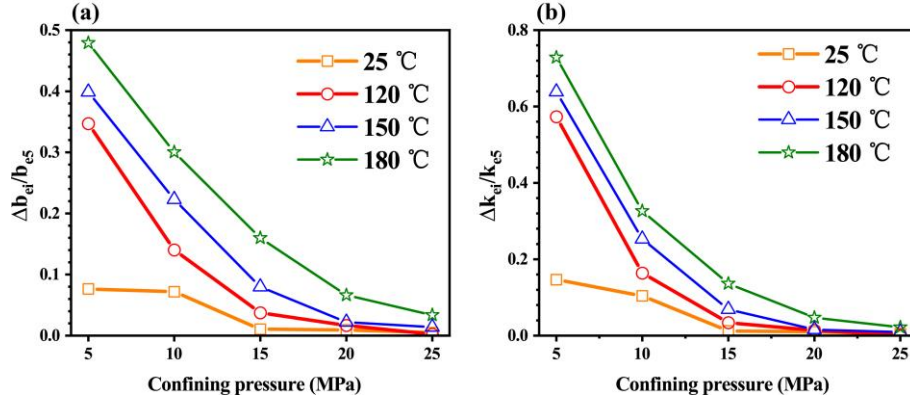 (a)
0.5
0.4
0.3
0.2
0.1
0.0
Δb_ei/b_e5
25 ℃
120 ℃
150 ℃
180 ℃
5 10 15 20 25
Confining pressure (MPa)
(b)
0.8
0.6
0.4
0.2
0.0
Δk_ei/k_e5
25 ℃
120 ℃
150 ℃
180 ℃
5 10 15 20 25
Confining pressure (MPa)